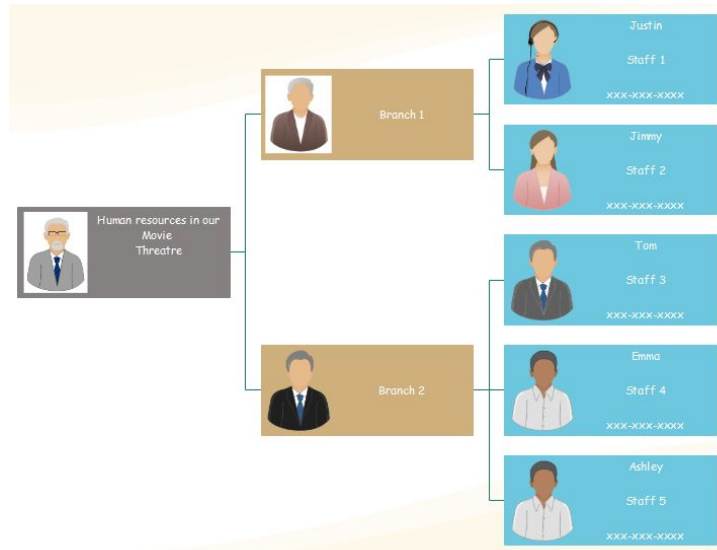 Human resources in our
Movie
Threatre
Branch 1
Justin
Staff 1
xxx-xxx-xxxx
Jimmy
Staff 2
xxx-xxx-xxxx
Branch 2
Tom
Staff 3
xxx-xxx-xxxx
Emma
Staff 4
xxx-xxx-xxxx
Ashley
Staff 5
xxx-xxx-xxxx